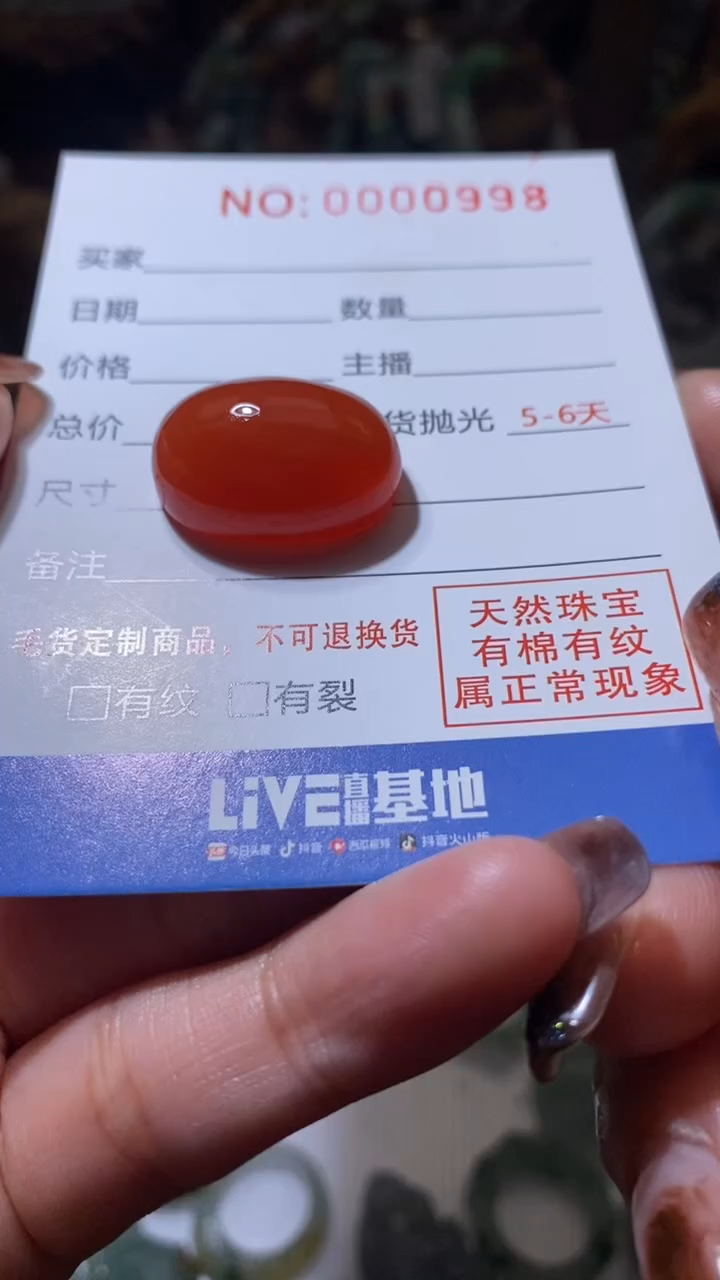 NO:0000998
买家
日期 数量
价格 主播
总价 货抛光 5-6天
尺寸
备注
毛货定制商品，不可退换货
天然珠宝
有棉有纹
属正常现象
□有纹 □有裂
LiVE直播基地
今日头条 抖音 西瓜视频 抖音火山版